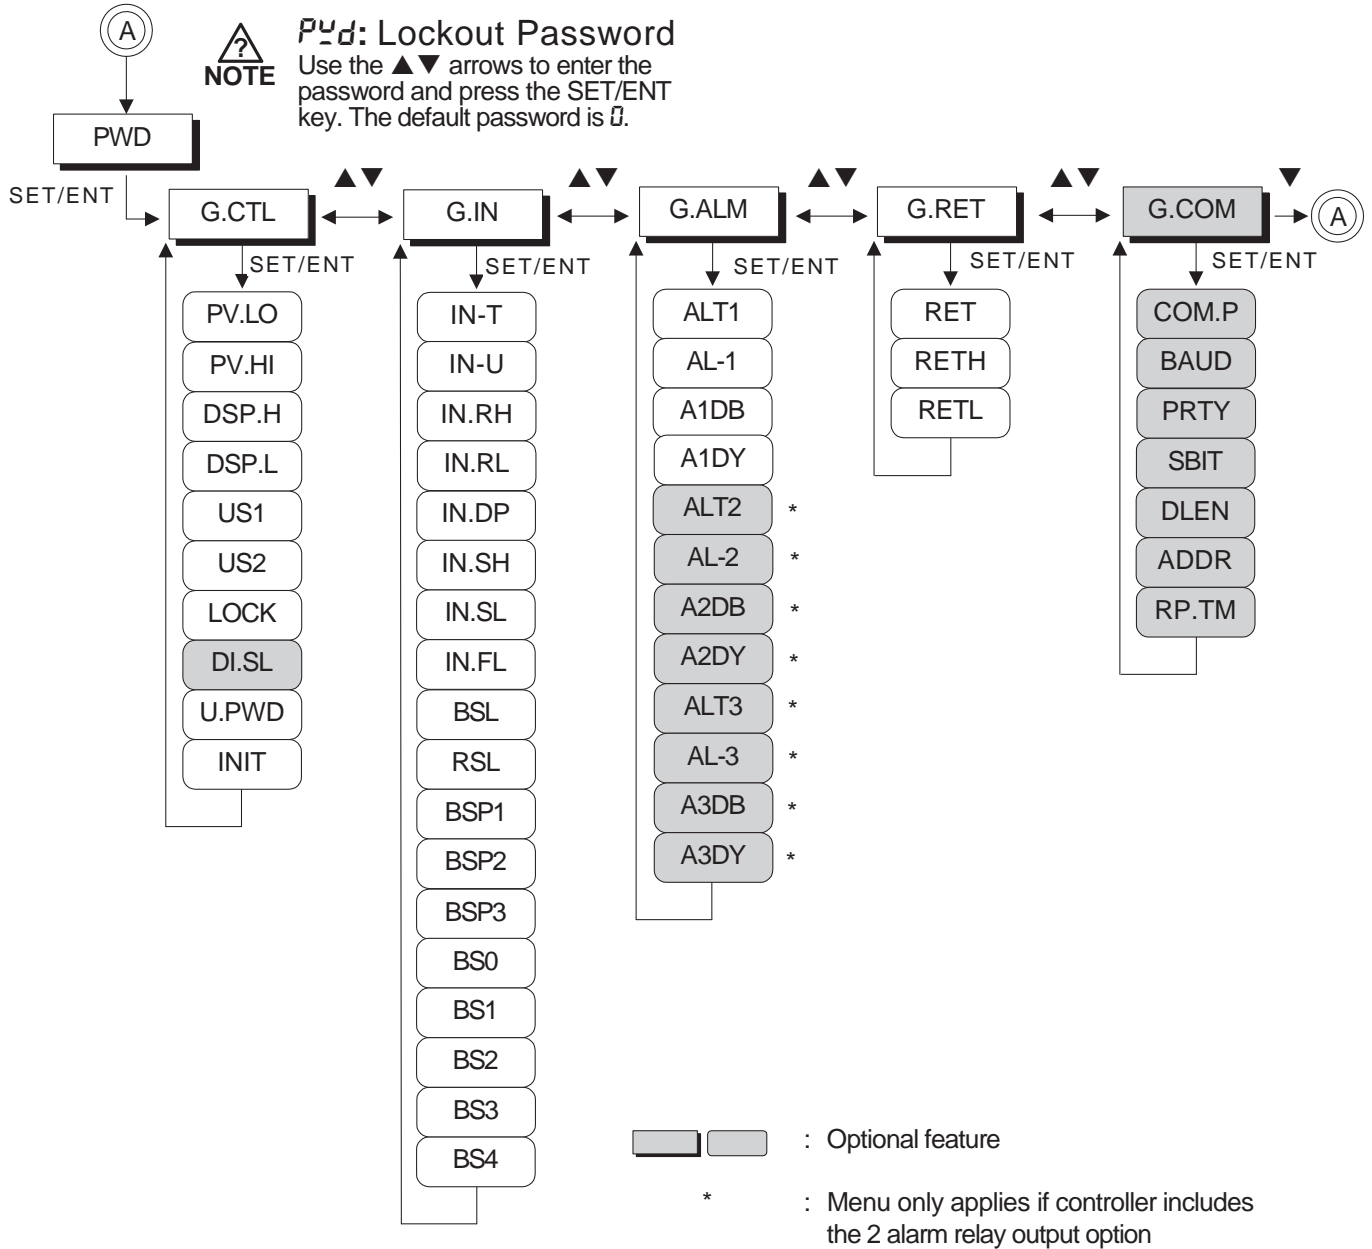 A
?
NOTE
PYd: Lockout Password
Use the ▲▼ arrows to enter the
password and press the SET/ENT
key. The default password is 0.
PWD
SET/ENT
▲▼
▲▼
▲▼
▲▼
▼
G.CTL
G.IN
G.ALM
G.RET
G.COM
A
SET/ENT
SET/ENT
SET/ENT
SET/ENT
SET/ENT
PV.LO
PV.HI
DSP.H
DSP.L
US1
US2
LOCK
DI.SL
U.PWD
INIT
IN-T
IN-U
IN.RH
IN.RL
IN.DP
IN.SH
IN.SL
IN.FL
BSL
RSL
BSP1
BSP2
BSP3
BS0
BS1
BS2
BS3
BS4
ALT1
AL-1
A1DB
A1DY
ALT2 *
AL-2 *
A2DB *
A2DY *
ALT3 *
AL-3 *
A3DB *
A3DY *
RET
RETH
RETL
COM.P
BAUD
PRTY
SBIT
DLEN
ADDR
RP.TM
: Optional feature
* : Menu only applies if controller includes
the 2 alarm relay output option